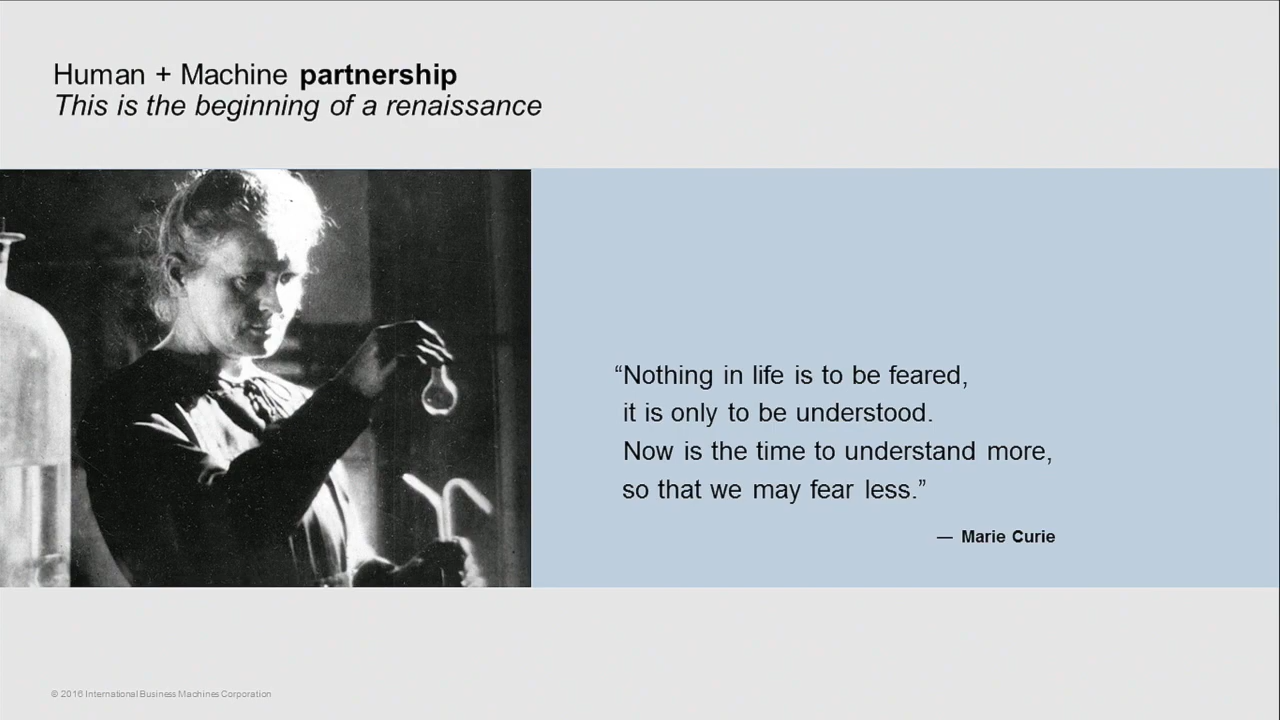 Human + Machine partnership
This is the beginning of a renaissance
“Nothing in life is to be feared,
it is only to be understood.
Now is the time to understand more,
so that we may fear less.”
— Marie Curie
© 2016 International Business Machines Corporation